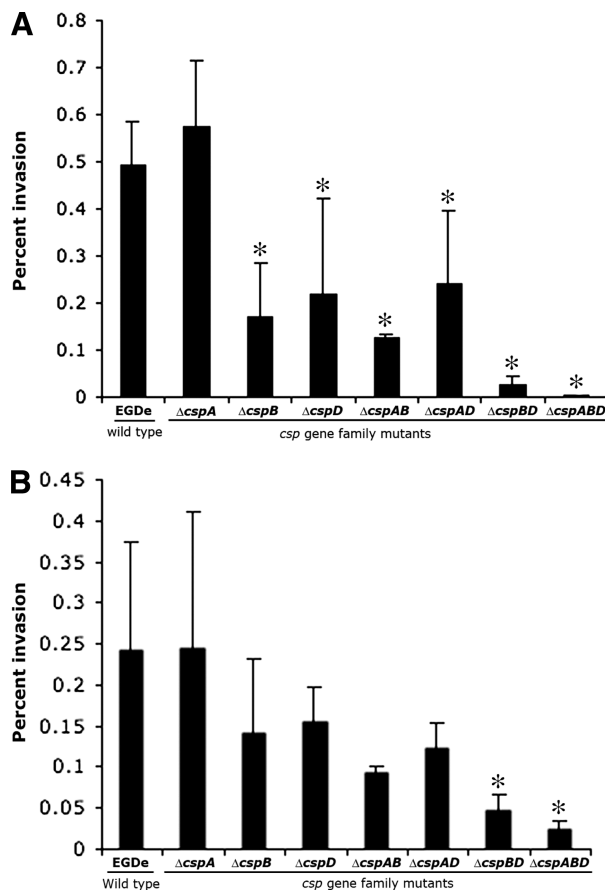 A
Percent invasion
0.8
0.7
0.6
0.5
0.4
0.3
0.2
0.1
0
* * * * * *
EGDe ΔcspA ΔcspB ΔcspD ΔcspAB ΔcspAD ΔcspBD ΔcspABD
wild type csp gene family mutants
B
Percent invasion
0.45
0.4
0.35
0.3
0.25
0.2
0.15
0.1
0.05
0
* *
EGDe ΔcspA ΔcspB ΔcspD ΔcspAB ΔcspAD ΔcspBD ΔcspABD
Wild type csp gene family mutants